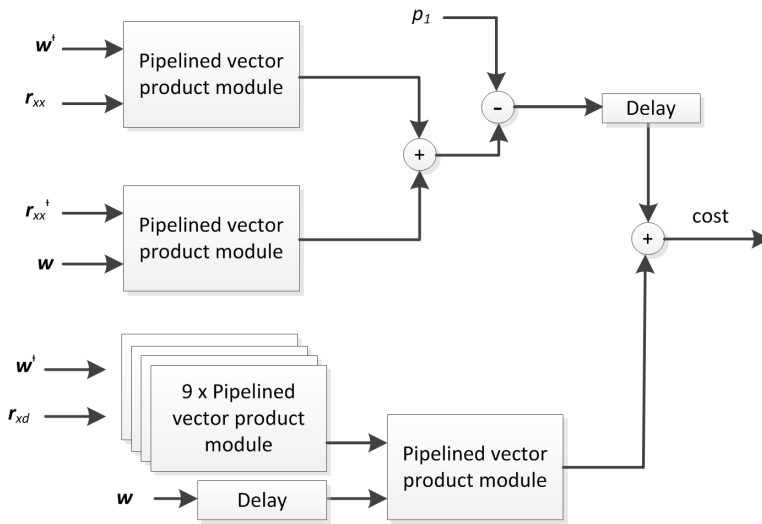 w†
r_xx
Pipelined vector
product module
p_1
-
Delay
+
r_xx†
w
Pipelined vector
product module
cost
+
w†
r_xd
9 x Pipelined
vector product
module
w
Delay
Pipelined vector
product module